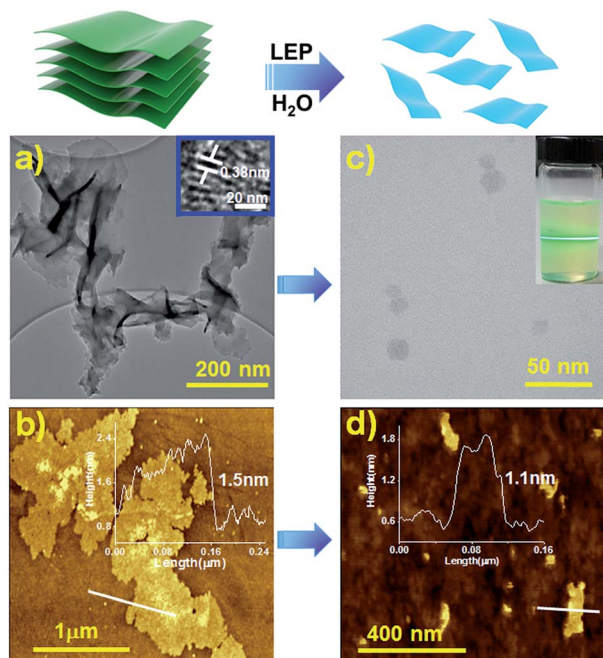 LEP
H₂O
a)
0.38nm
20 nm
200 nm
c)
50 nm
b)
2.4
1.6
0.8
Height(nm)
1.5nm
0.00
0.08
0.16
0.24
Length(μm)
1μm
d)
1.8
1.2
0.6
Height(nm)
1.1nm
0.00
0.08
0.16
Length(μm)
400 nm